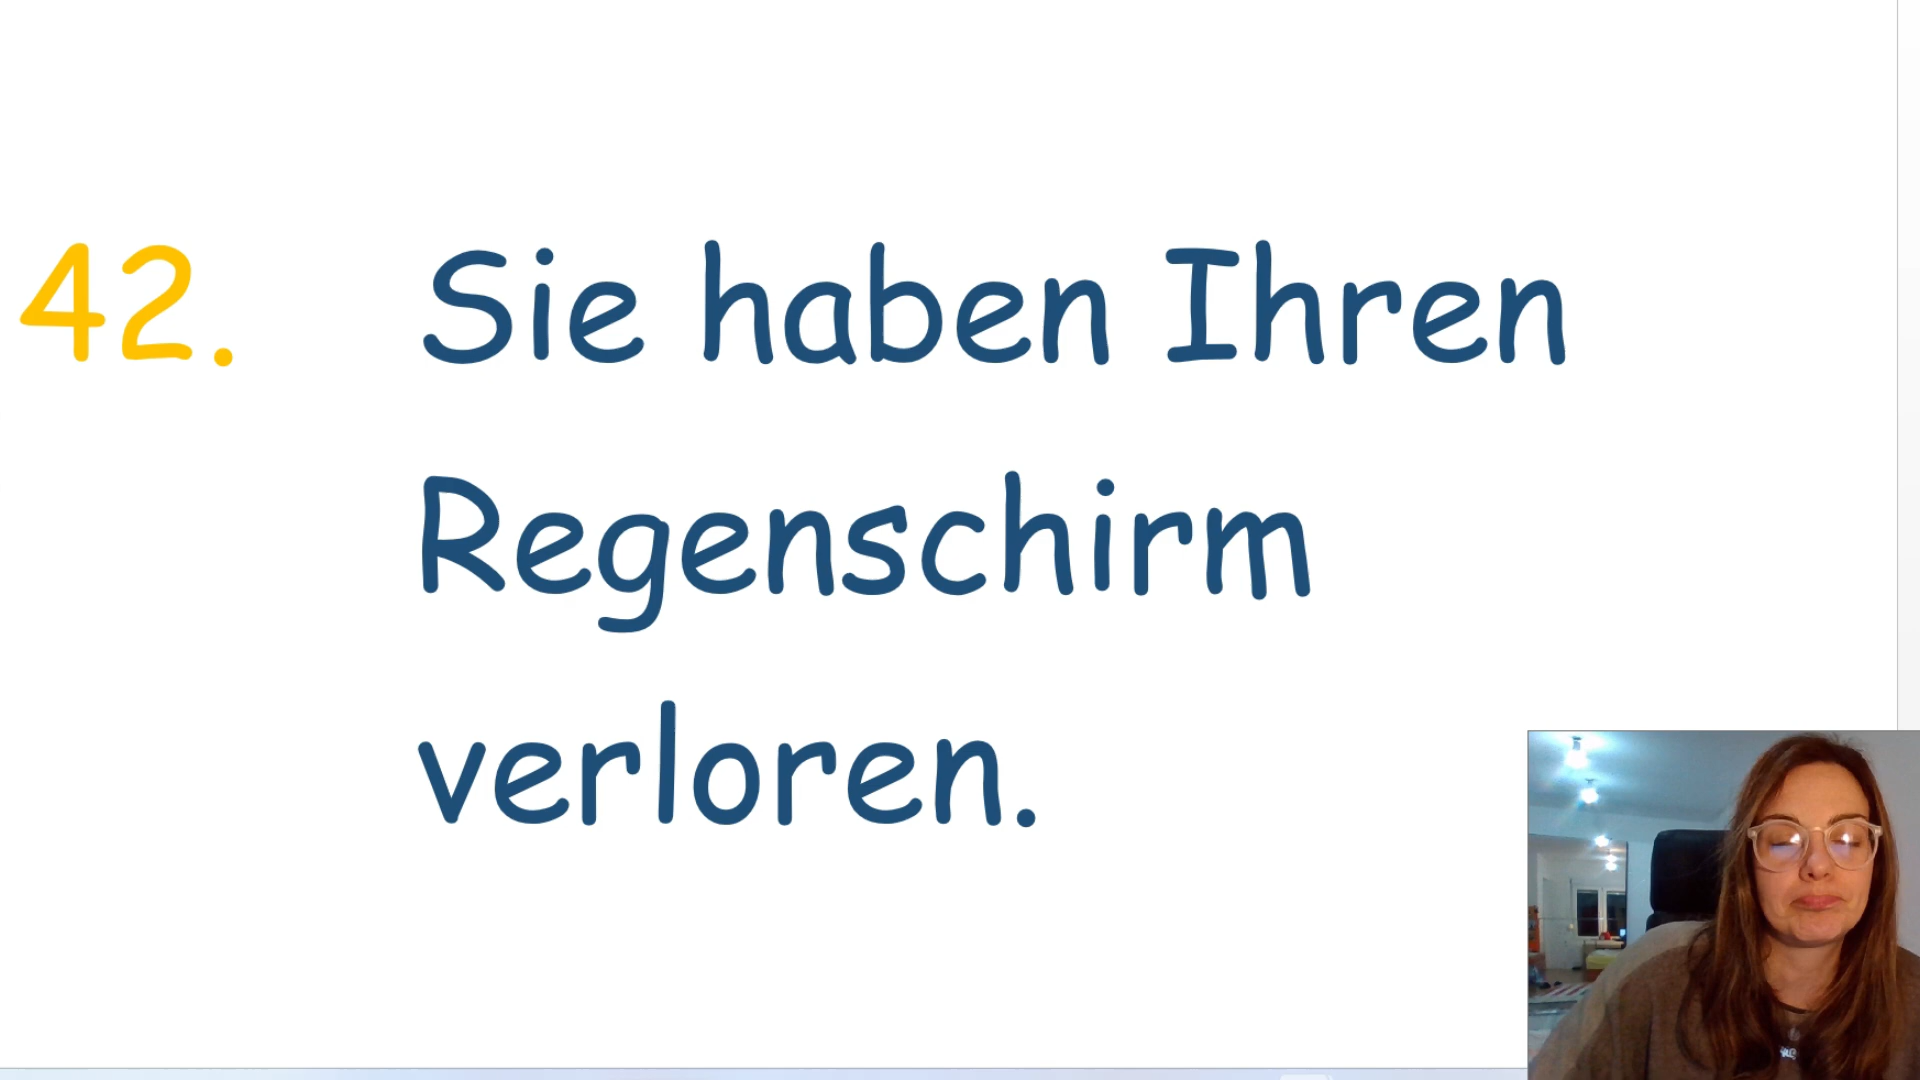 42. Sie haben Ihren
Regenschirm
verloren.